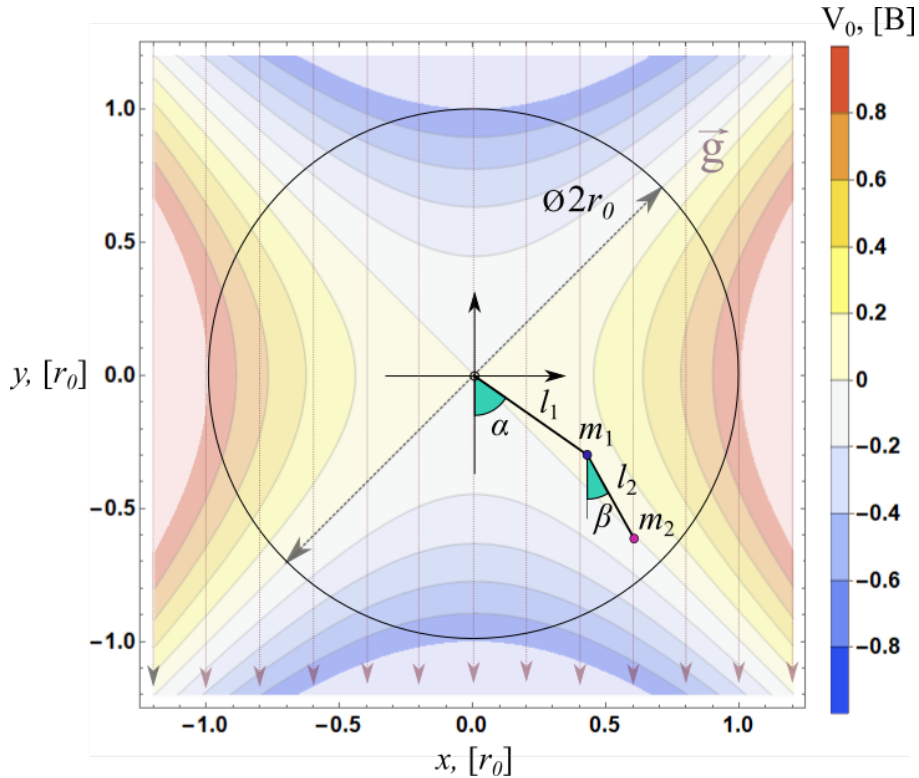 V₀, [B]
1.0
0.5
0.0
−0.5
−1.0
y, [r₀]
−1.0
−0.5
0.0
0.5
1.0
x, [r₀]
g⃗
Ø2r₀
l₁
α
m₁
l₂
β
m₂
0.8
0.6
0.4
0.2
0
−0.2
−0.4
−0.6
−0.8